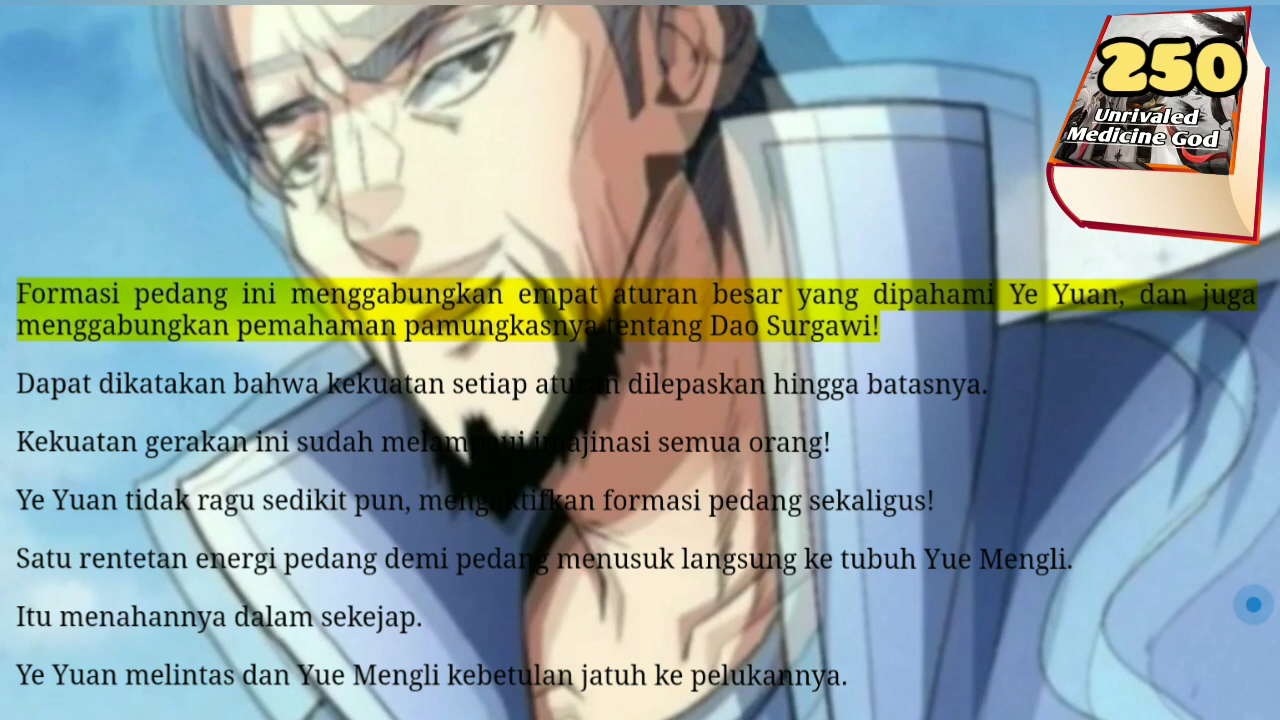 250
Unrivaled
Medicine God
Formasi pedang ini menggabungkan empat aturan besar yang dipahami Ye Yuan, dan juga
menggabungkan pemahaman pamungkasnya tentang Dao Surgawi!
Dapat dikatakan bahwa kekuatan setiap aturan dilepaskan hingga batasnya.
Kekuatan gerakan ini sudah melampaui imajinasi semua orang!
Ye Yuan tidak ragu sedikit pun, mengaktifkan formasi pedang sekaligus!
Satu rentetan energi pedang demi pedang menusuk langsung ke tubuh Yue Mengli.
Itu menahannya dalam sekejap.
Ye Yuan melintas dan Yue Mengli kebetulan jatuh ke pelukannya.